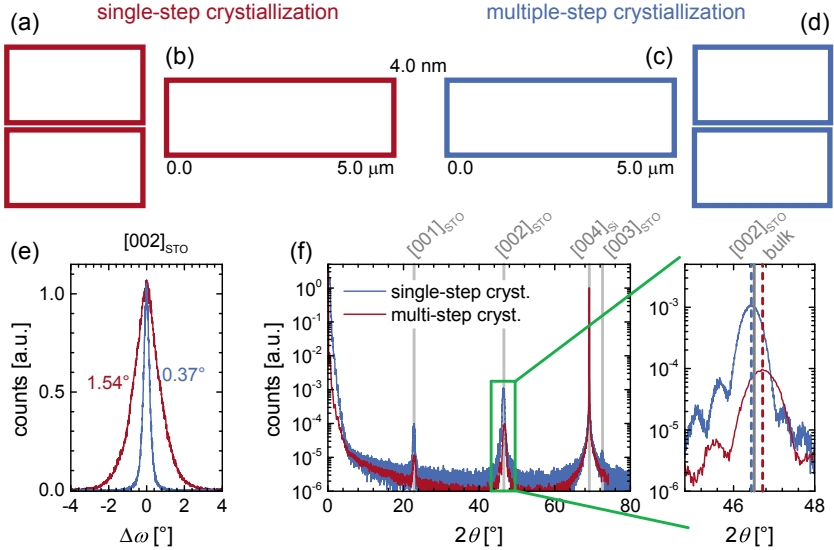 single-step crystiallization
multiple-step crystiallization
(a)
(b)
4.0 nm
(c)
(d)
0.0
5.0 µm
0.0
5.0 µm
(e)
[002]STO
(f)
[001]STO
[002]STO
[004]Si
[003]STO
[002]STO
bulk
counts [a.u.]
1.0
0.5
0.0
1.54°
0.37°
-4
-2
0
2
4
Δω [°]
counts [a.u.]
10^0
10^-1
10^-2
10^-3
10^-4
10^-5
10^-6
single-step cryst.
multi-step cryst.
0
20
40
60
80
2θ [°]
10^-3
10^-4
10^-5
10^-6
46
48
2θ [°]